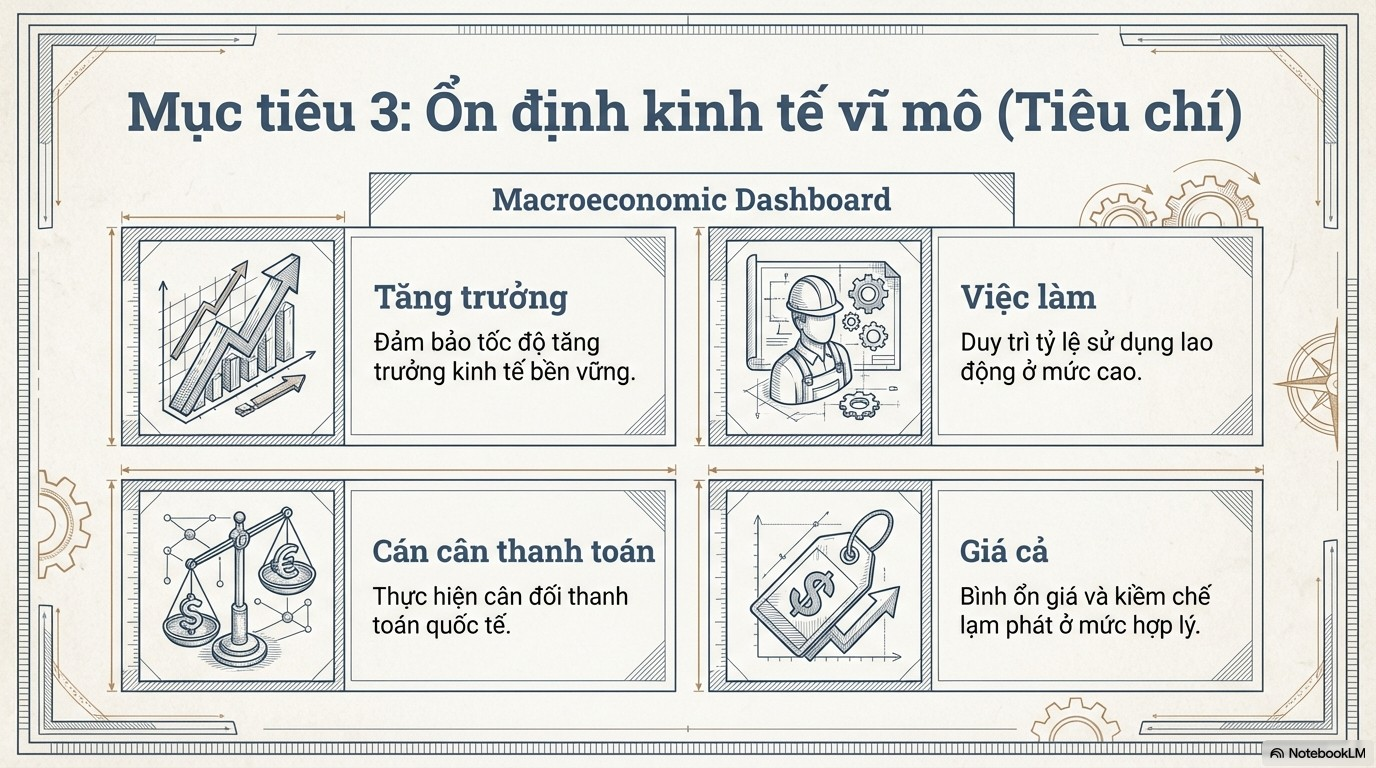 Mục tiêu 3: Ổn định kinh tế vĩ mô (Tiêu chí)
Macroeconomic Dashboard
Tăng trưởng
Đảm bảo tốc độ tăng
trưởng kinh tế bền vững.
Việc làm
Duy trì tỷ lệ sử dụng lao
động ở mức cao.
Cán cân thanh toán
Thực hiện cân đối thanh
toán quốc tế.
Giá cả
Bình ổn giá và kiềm chế
lạm phát ở mức hợp lý.
NotebookLM